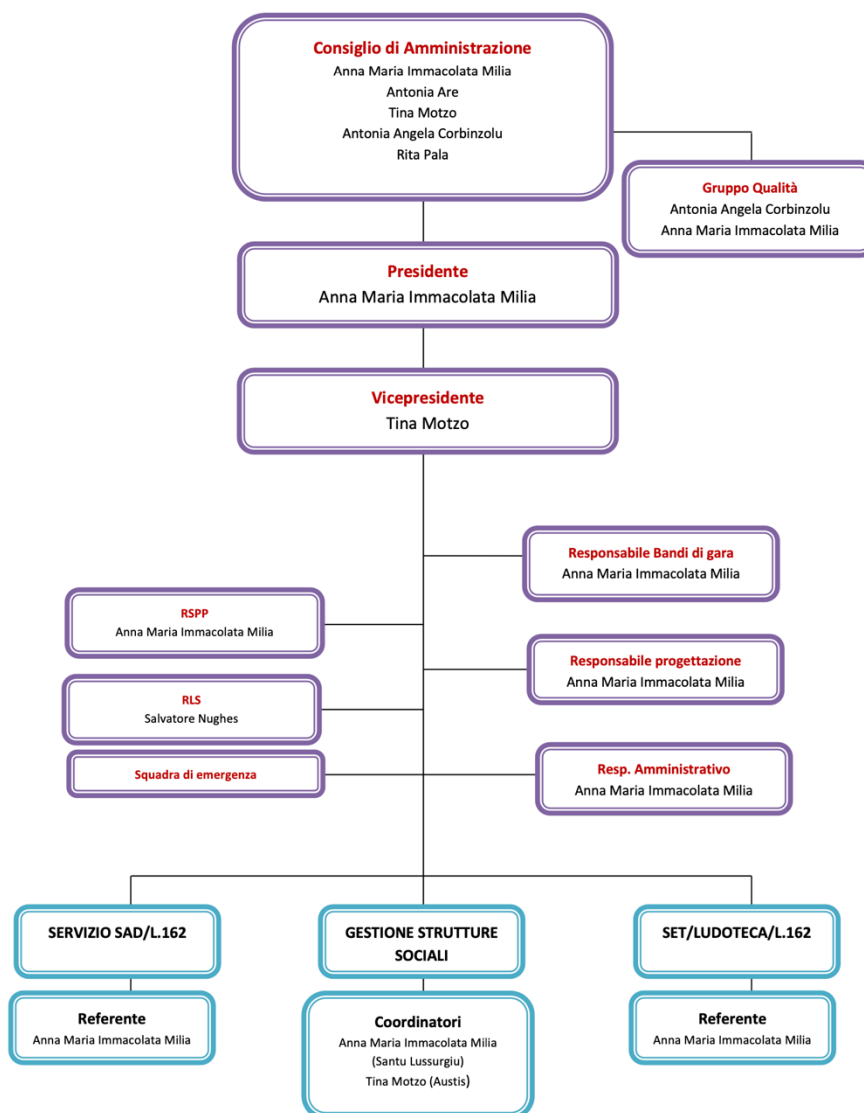 Consiglio di Amministrazione
Anna Maria Immacolata Milia
Antonia Are
Tina Motzo
Antonia Angela Corbinzolu
Rita Pala
Gruppo Qualità
Antonia Angela Corbinzolu
Anna Maria Immacolata Milia
Presidente
Anna Maria Immacolata Milia
Vicepresidente
Tina Motzo
Responsabile Bandi di gara
Anna Maria Immacolata Milia
RSPP
Anna Maria Immacolata Milia
Responsabile progettazione
Anna Maria Immacolata Milia
RLS
Salvatore Nughes
Squadra di emergenza
Resp. Amministrativo
Anna Maria Immacolata Milia
SERVIZIO SAD/L.162
GESTIONE STRUTTURE
SOCIALI
SET/LUDOTECA/L.162
Referente
Anna Maria Immacolata Milia
Coordinatori
Anna Maria Immacolata Milia
(Santu Lussurgiu)
Tina Motzo (Austis)
Referente
Anna Maria Immacolata Milia